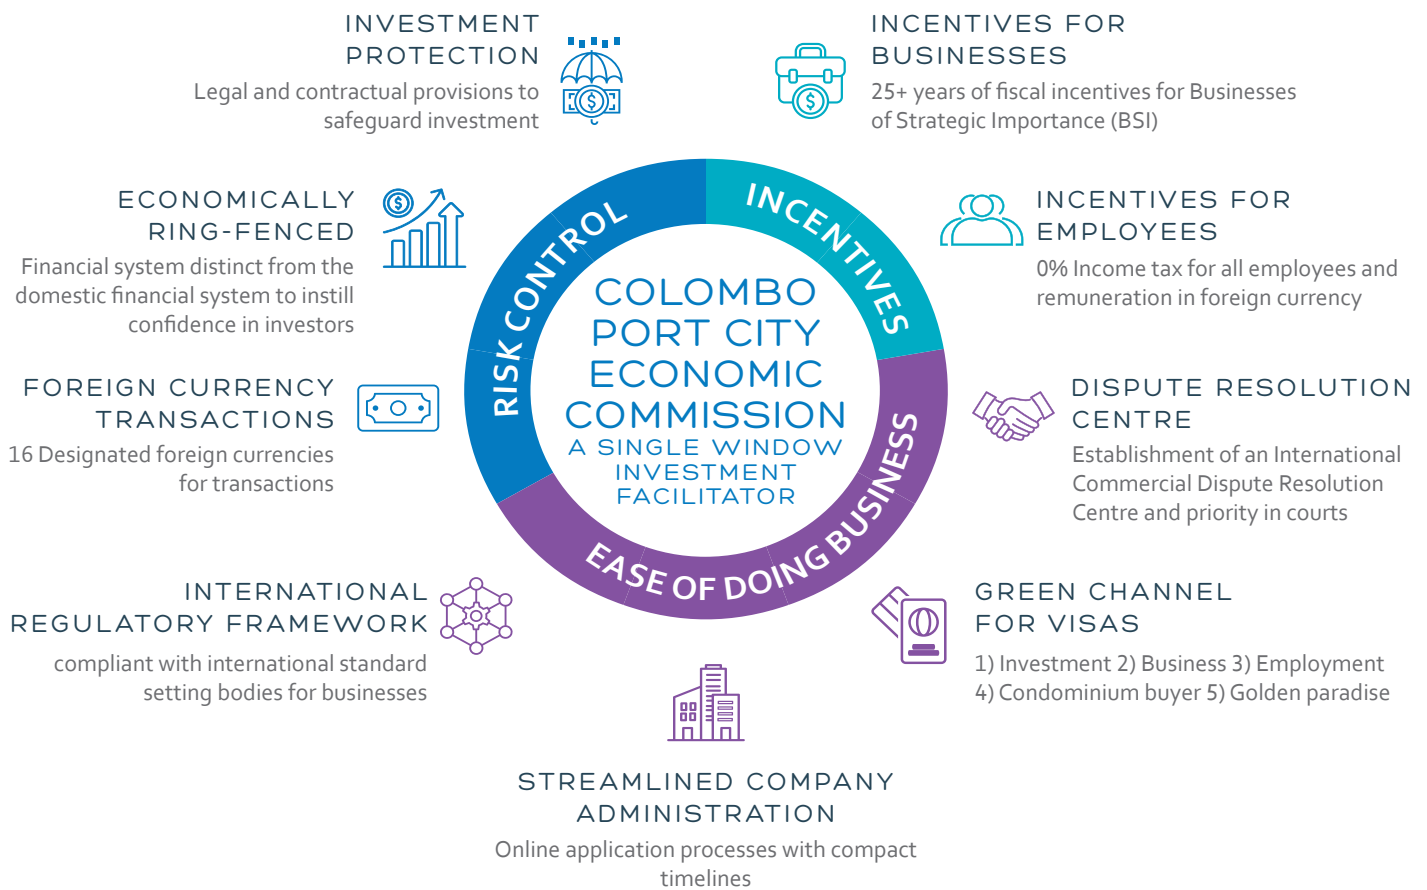 INVESTMENT
PROTECTION
Legal and contractual provisions to
safeguard investment
INCENTIVES FOR
BUSINESSES
25+ years of fiscal incentives for Businesses
of Strategic Importance (BSI)
ECONOMICALLY
RING-FENCED
Financial system distinct from the
domestic financial system to instill
confidence in investors
INCENTIVES FOR
EMPLOYEES
0% Income tax for all employees and
remuneration in foreign currency
RISK CONTROL
INCENTIVES
EASE OF DOING BUSINESS
COLOMBO
PORT CITY
ECONOMIC
COMMISSION
A SINGLE WINDOW
INVESTMENT
FACILITATOR
FOREIGN CURRENCY
TRANSACTIONS
16 Designated foreign currencies
for transactions
DISPUTE RESOLUTION
CENTRE
Establishment of an International
Commercial Dispute Resolution
Centre and priority in courts
INTERNATIONAL
REGULATORY FRAMEWORK
compliant with international standard
setting bodies for businesses
GREEN CHANNEL
FOR VISAS
1) Investment 2) Business 3) Employment
4) Condominium buyer 5) Golden paradise
STREAMLINED COMPANY
ADMINISTRATION
Online application processes with compact
timelines